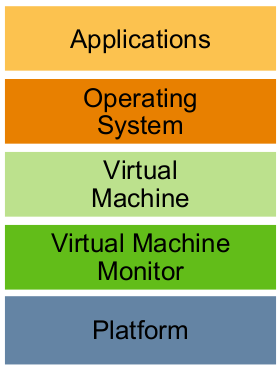 Applications
Operating
System
Virtual
Machine
Virtual Machine
Monitor
Platform